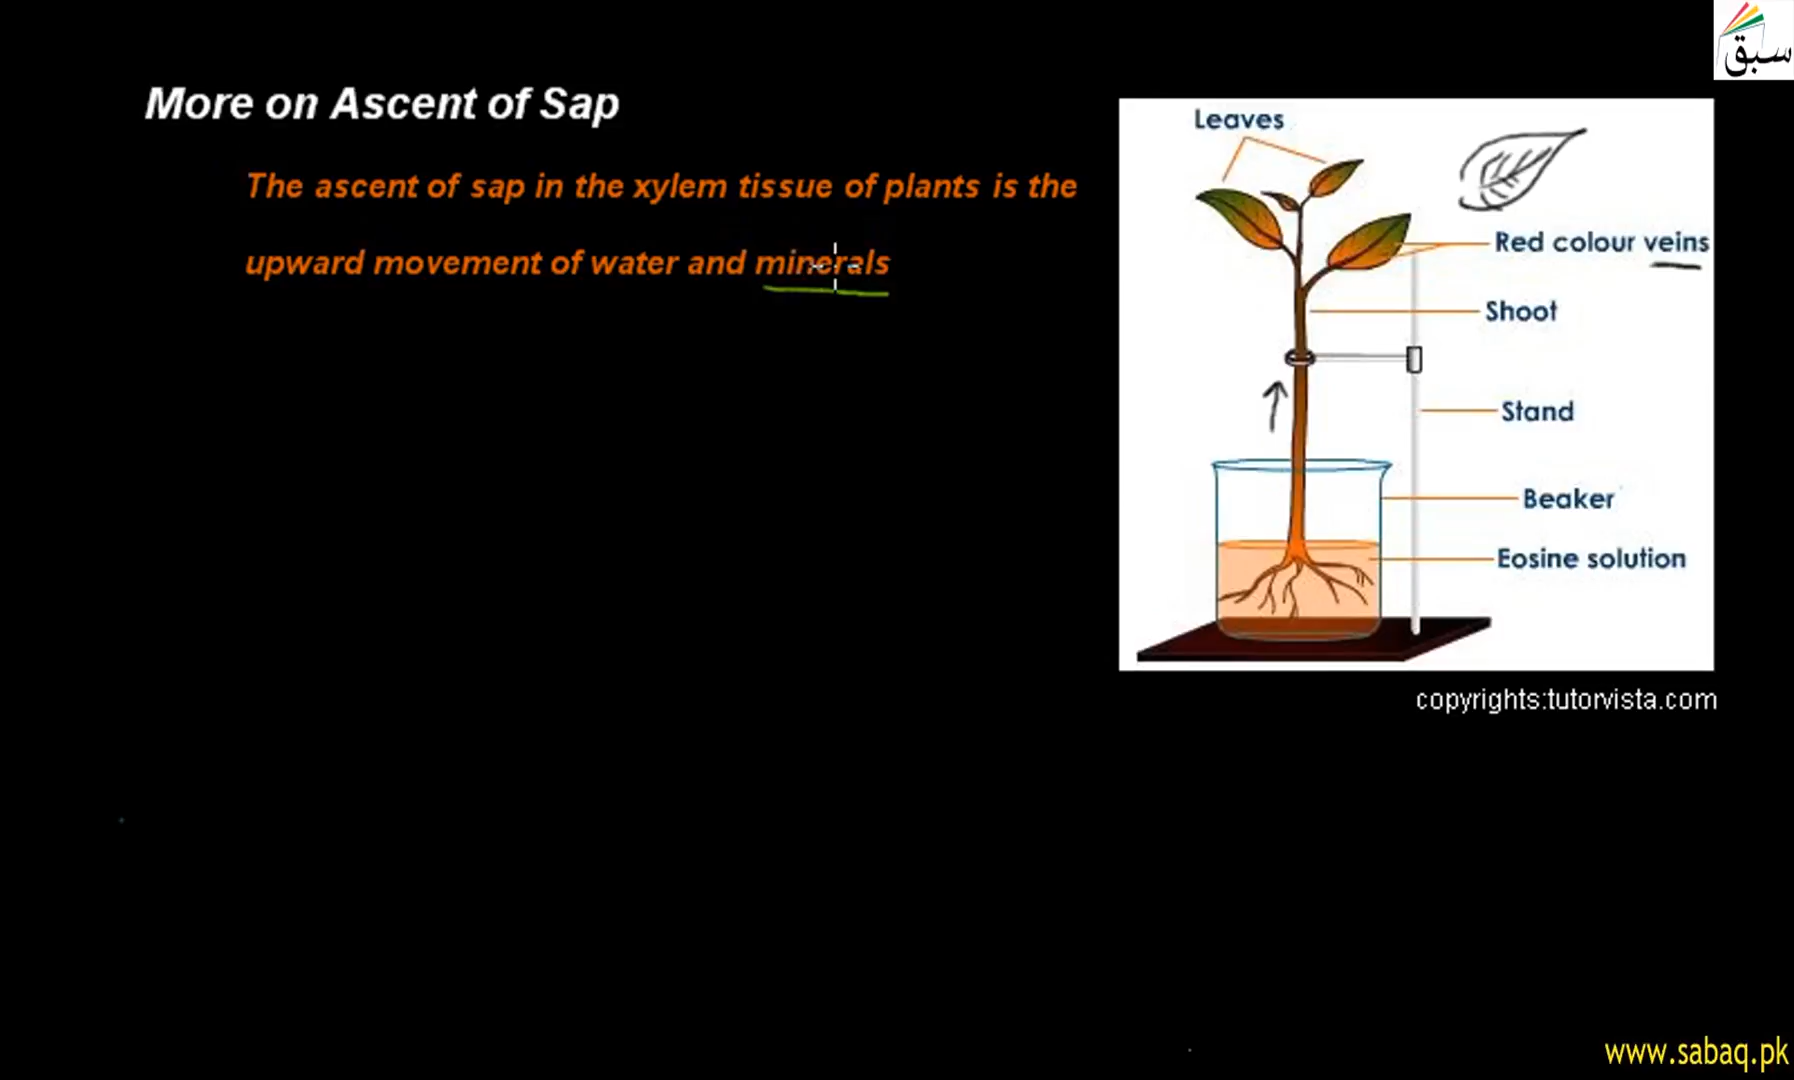 سبق
More on Ascent of Sap
The ascent of sap in the xylem tissue of plants is the
upward movement of water and minerals
Leaves
Red colour veins
Shoot
Stand
Beaker
Eosine solution
copyrights:tutorvista.com
www.sabaq.pk